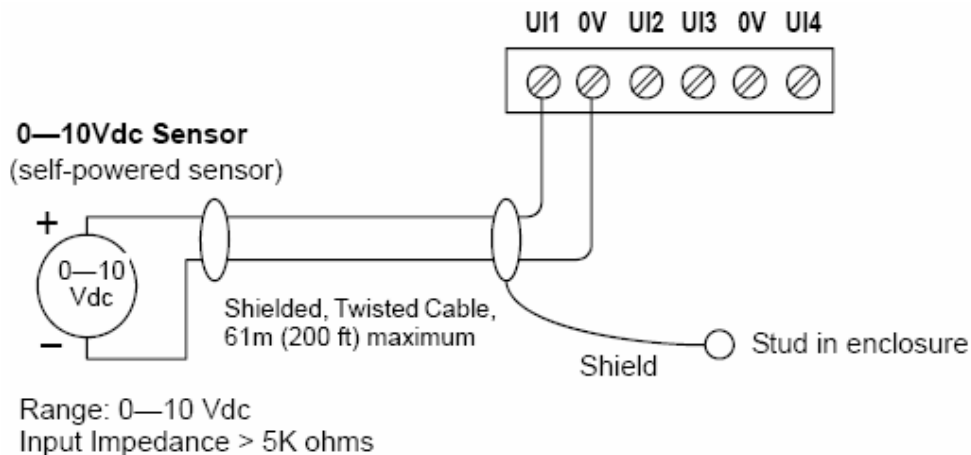 UI1 0V UI2 UI3 0V UI4
0—10Vdc Sensor
(self-powered sensor)
+
0—10
Vdc
–
Shielded, Twisted Cable,
61m (200 ft) maximum
Shield
Stud in enclosure
Range: 0—10 Vdc
Input Impedance > 5K ohms